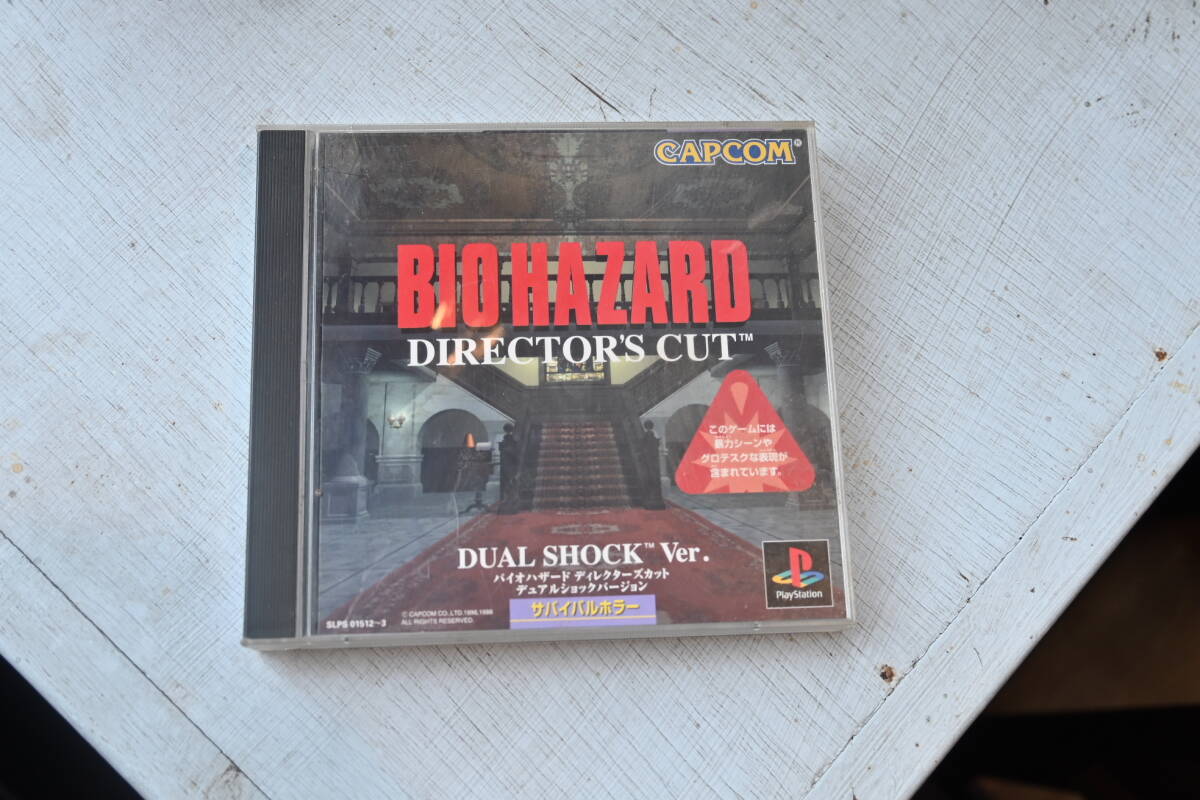 CAPCOM®
BIOHAZARD
DIRECTOR'S CUT™
このゲームには
暴力シーンや
グロテスクな表現が
含まれています。
DUAL SHOCK™ Ver.
バイオハザード ディレクターズカット
デュアルショックバージョン
サバイバルホラー
PlayStation
© CAPCOM CO., LTD. 1996, 1998
ALL RIGHTS RESERVED.
SLPS 01512~3